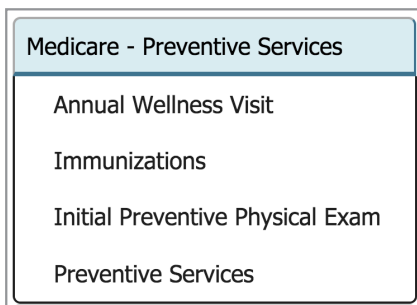 Medicare - Preventive Services
Annual Wellness Visit
Immunizations
Initial Preventive Physical Exam
Preventive Services